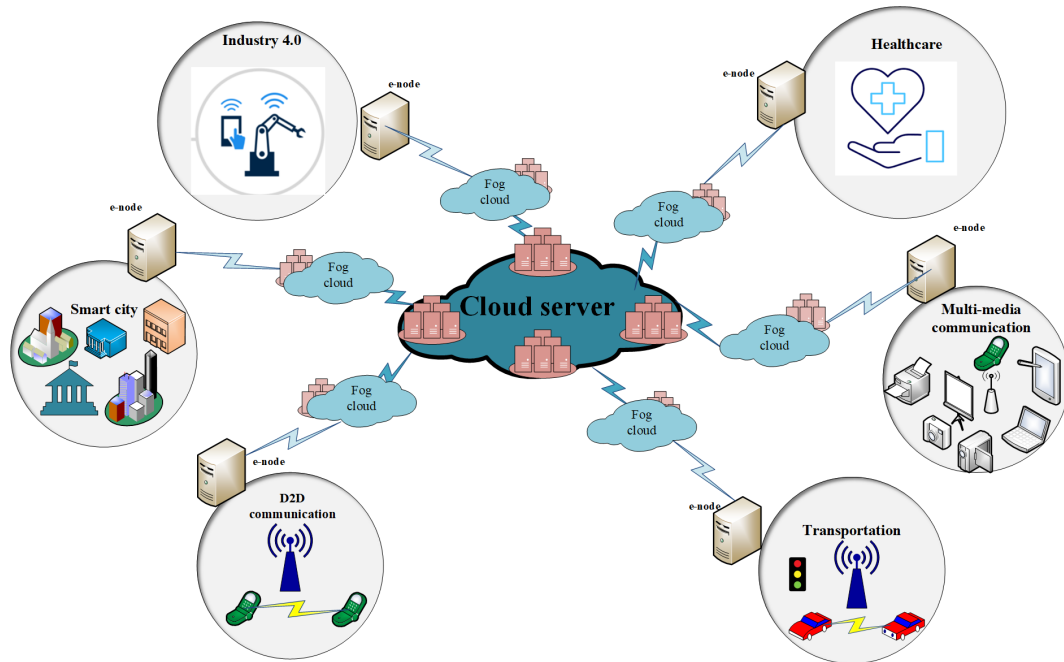 Industry 4.0
e-node
Healthcare
e-node
Fog
cloud
Fog
cloud
e-node
Smart city
Fog
cloud
Cloud server
e-node
Multi-media
communication
Fog
cloud
Fog
cloud
Fog
cloud
e-node
D2D
communication
e-node
Transportation